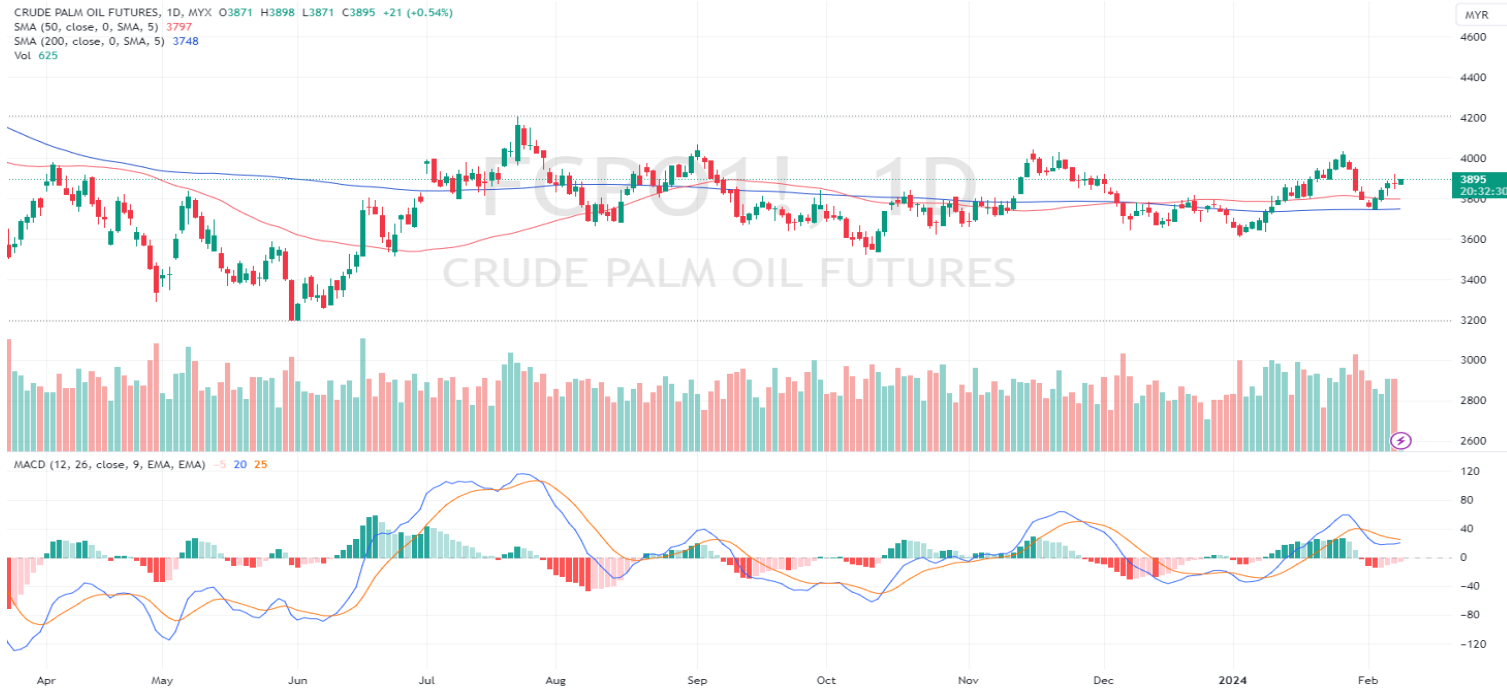 CRUDE PALM OIL FUTURES, 1D, MYX O3871 H3898 L3871 C3895 +21 (+0.54%)
SMA (50, close, 0, SMA, 5) 3797
SMA (200, close, 0, SMA, 5) 3748
Vol 625
MYR
4600
4400
4200
4000
3895
20:32:30
3800
3600
3400
3200
3000
2800
2600
FCPO1!, 1D
CRUDE PALM OIL FUTURES
MACD (12, 26, close, 9, EMA, EMA) -5 20 25
120
80
40
0
-40
-80
-120
Apr May Jun Jul Aug Sep Oct Nov Dec 2024 Feb